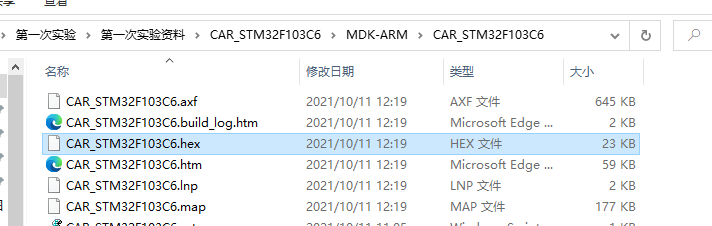 共享 查看
第一次实验 > 第一次实验资料 > CAR_STM32F103C6 > MDK-ARM > CAR_STM32F103C6
名称 修改日期 类型 大小
CAR_STM32F103C6.axf 2021/10/11 12:19 AXF 文件 645 KB
CAR_STM32F103C6.build_log.htm 2021/10/11 12:19 Microsoft Edge ... 2 KB
CAR_STM32F103C6.hex 2021/10/11 12:19 HEX 文件 23 KB
CAR_STM32F103C6.htm 2021/10/11 12:19 Microsoft Edge ... 59 KB
CAR_STM32F103C6.lnp 2021/10/11 12:19 LNP 文件 2 KB
CAR_STM32F103C6.map 2021/10/11 12:19 MAP 文件 177 KB